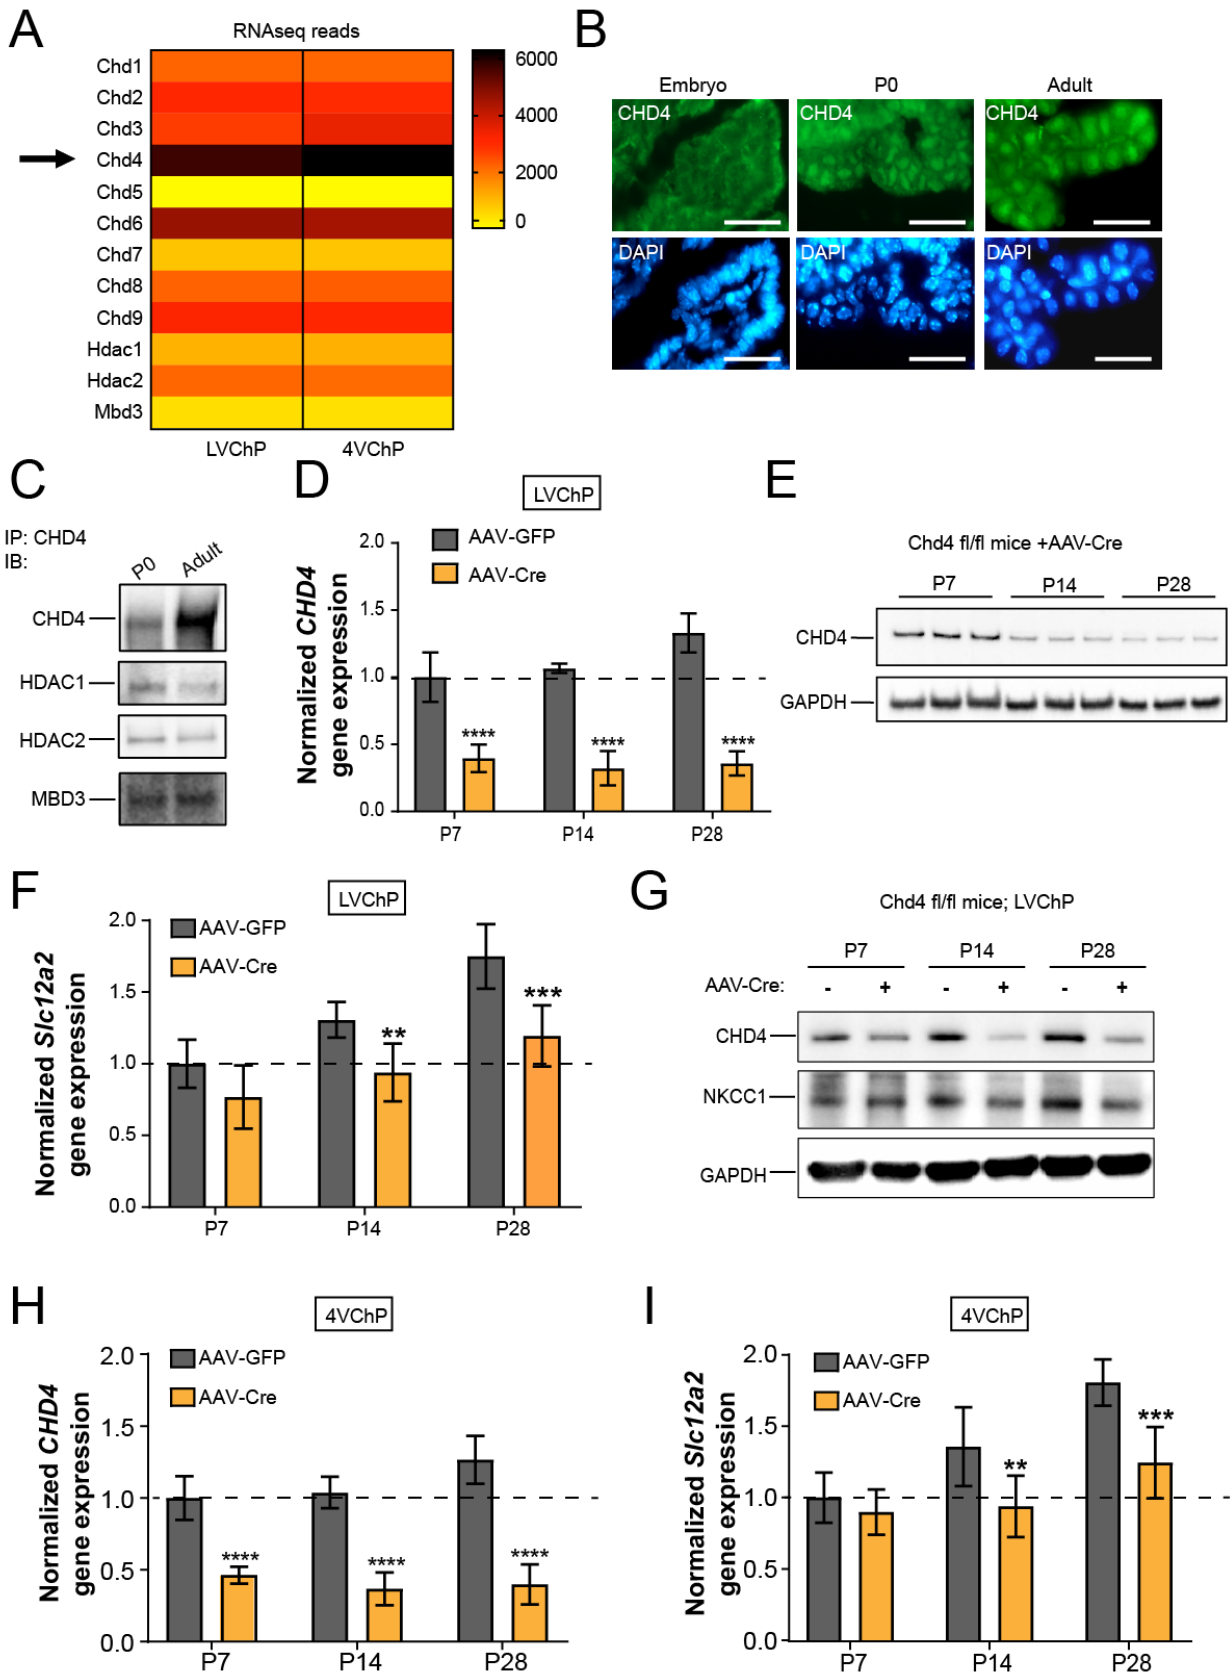 A
RNAseq reads
Chd1
Chd2
Chd3
Chd4
Chd5
Chd6
Chd7
Chd8
Chd9
Hdac1
Hdac2
Mbd3
LVChP 4VChP
6000
4000
2000
0
B
Embryo P0 Adult
CHD4 CHD4 CHD4
DAPI DAPI DAPI
C
IP: CHD4
IB:
P0 Adult
CHD4
HDAC1
HDAC2
MBD3
D
LVChP
AAV-GFP
AAV-Cre
Normalized CHD4
gene expression
2.0
1.5
1.0
0.5
0.0
****
****
****
P7 P14 P28
E
Chd4 fl/fl mice +AAV-Cre
P7 P14 P28
CHD4
GAPDH
F
LVChP
AAV-GFP
AAV-Cre
Normalized Slc12a2
gene expression
2.0
1.5
1.0
0.5
0.0
**
***
P7 P14 P28
G
Chd4 fl/fl mice; LVChP
P7 P14 P28
AAV-Cre: - + - + - +
CHD4
NKCC1
GAPDH
H
4VChP
AAV-GFP
AAV-Cre
Normalized CHD4
gene expression
2.0
1.5
1.0
0.5
0.0
****
****
****
P7 P14 P28
I
4VChP
AAV-GFP
AAV-Cre
Normalized Slc12a2
gene expression
2.0
1.5
1.0
0.5
0.0
**
***
P7 P14 P28